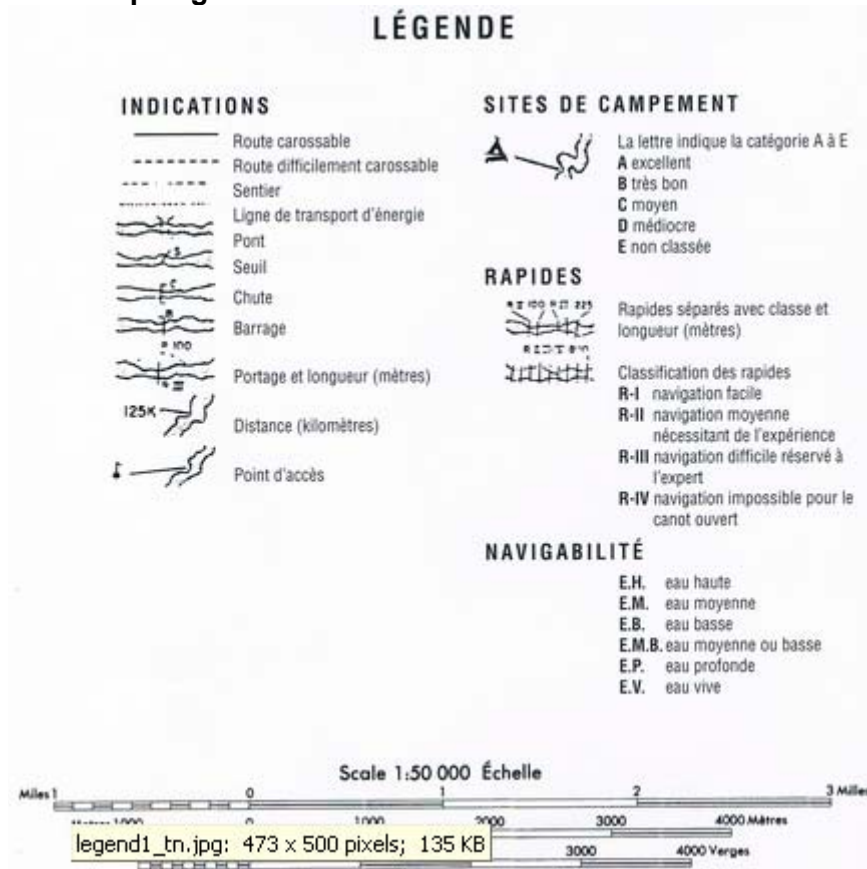 LÉGENDE
INDICATIONS
Route carossable
Route difficilement carossable
Sentier
Ligne de transport d'énergie
Pont
S
Seuil
C
Chute
B
Barrage
P 100
Portage et longueur (mètres)
R III
125K
Distance (kilomètres)
Point d'accès
SITES DE CAMPEMENT
A
La lettre indique la catégorie A à E
A excellent
B très bon
C moyen
D médiocre
E non classée
RAPIDES
R I 100 R II 225
Rapides séparés avec classe et
longueur (mètres)
Classification des rapides
R-I navigation facile
R-II navigation moyenne
nécessitant de l'expérience
R-III navigation difficile réservé à
l'expert
R-IV navigation impossible pour le
canot ouvert
NAVIGABILITÉ
E.H. eau haute
E.M. eau moyenne
E.B. eau basse
E.M.B. eau moyenne ou basse
E.P. eau profonde
E.V. eau vive
Scale 1:50 000 Échelle
Miles 1 0 1 2 3 Milles
1000 0 1000 2000 3000 4000 Mètres
legend1_tn.jpg: 473 x 500 pixels; 135 KB
3000 4000 Verges